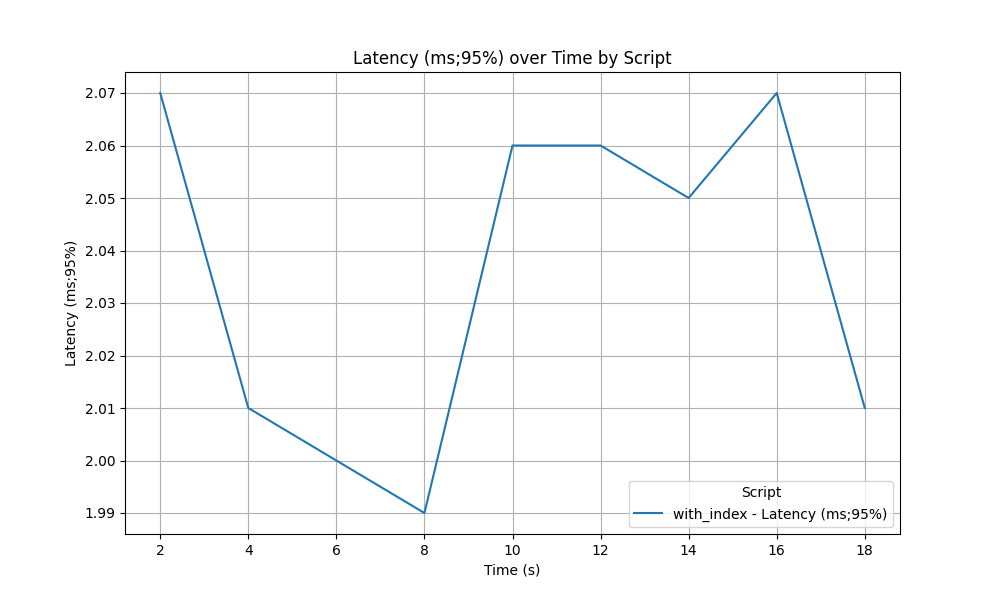 Latency (ms;95%) over Time by Script
Latency (ms;95%)
2.07
2.06
2.05
2.04
2.03
2.02
2.01
2.00
1.99
2 4 6 8 10 12 14 16 18
Time (s)
Script
with_index - Latency (ms;95%)